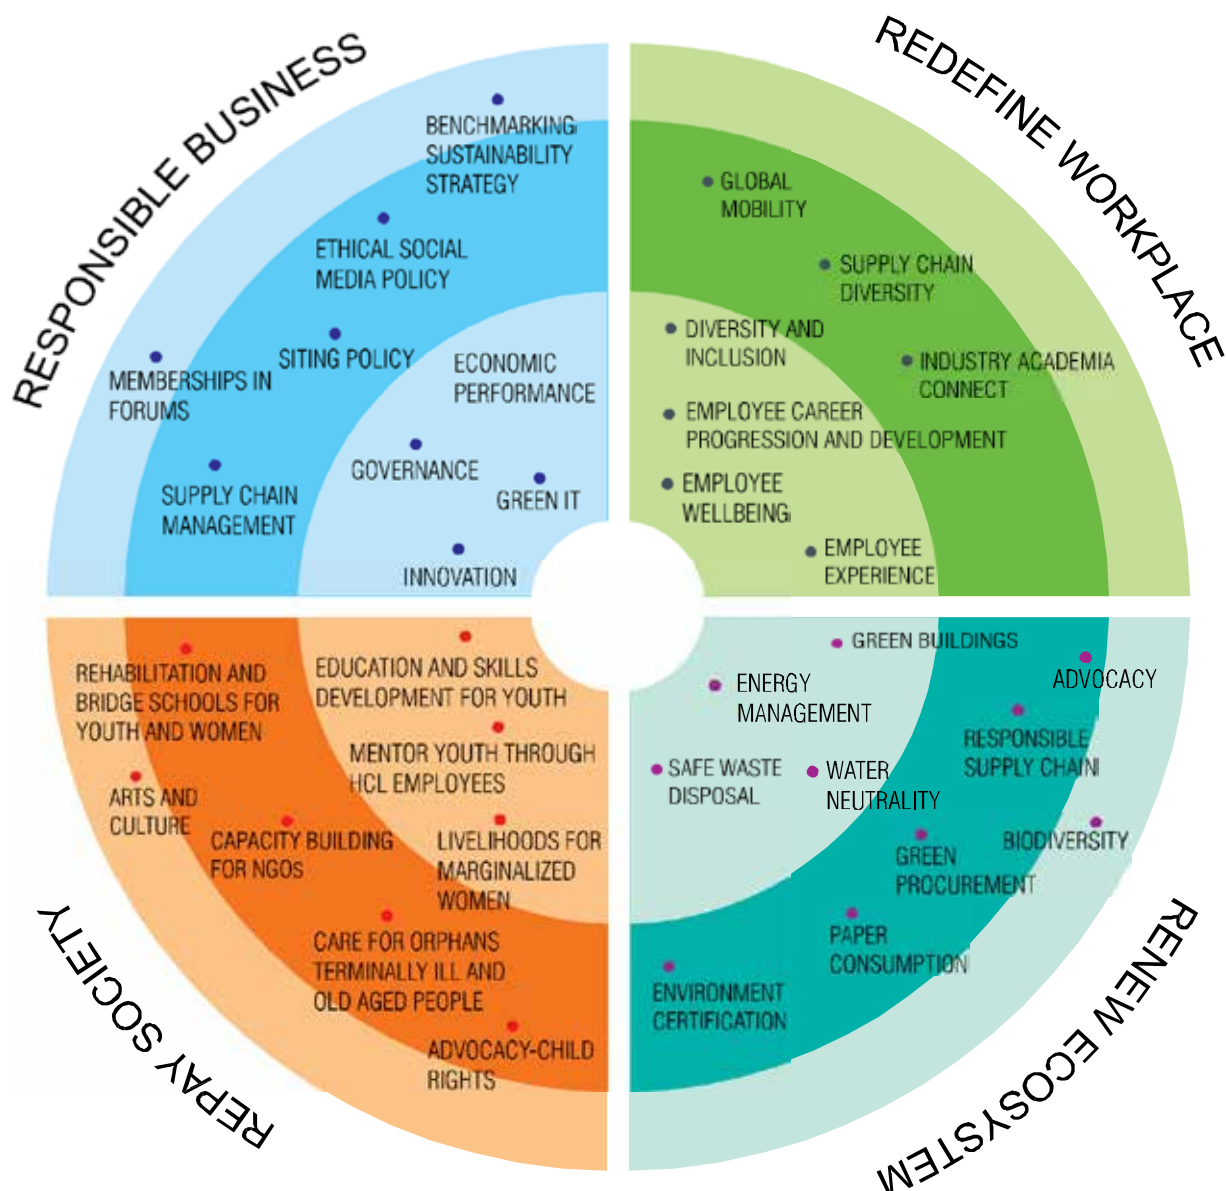 RESPONSIBLE BUSINESS
BENCHMARKING
SUSTAINABILITY
STRATEGY
ETHICAL SOCIAL
MEDIA POLICY
SITING POLICY
ECONOMIC
PERFORMANCE
MEMBERSHIPS IN
FORUMS
GOVERNANCE
GREEN IT
SUPPLY CHAIN
MANAGEMENT
INNOVATION
REDEFINE WORKPLACE
GLOBAL
MOBILITY
SUPPLY CHAIN
DIVERSITY
DIVERSITY AND
INCLUSION
INDUSTRY ACADEMIA
CONNECT
EMPLOYEE CAREER
PROGRESSION AND DEVELOPMENT
EMPLOYEE
WELLBEING
EMPLOYEE
EXPERIENCE
REPAY SOCIETY
REHABILITATION AND
BRIDGE SCHOOLS FOR
YOUTH AND WOMEN
EDUCATION AND SKILLS
DEVELOPMENT FOR YOUTH
MENTOR YOUTH THROUGH
HCL EMPLOYEES
ARTS AND
CULTURE
CAPACITY BUILDING
FOR NGOs
LIVELIHOODS FOR
MARGINALIZED
WOMEN
CARE FOR ORPHANS
TERMINALLY ILL AND
OLD AGED PEOPLE
ADVOCACY-CHILD
RIGHTS
RENEW ECOSYSTEM
GREEN BUILDINGS
ADVOCACY
ENERGY
MANAGEMENT
RESPONSIBLE
SUPPLY CHAIN
SAFE WASTE
DISPOSAL
WATER
NEUTRALITY
BIODIVERSITY
GREEN
PROCUREMENT
PAPER
CONSUMPTION
ENVIRONMENT
CERTIFICATION